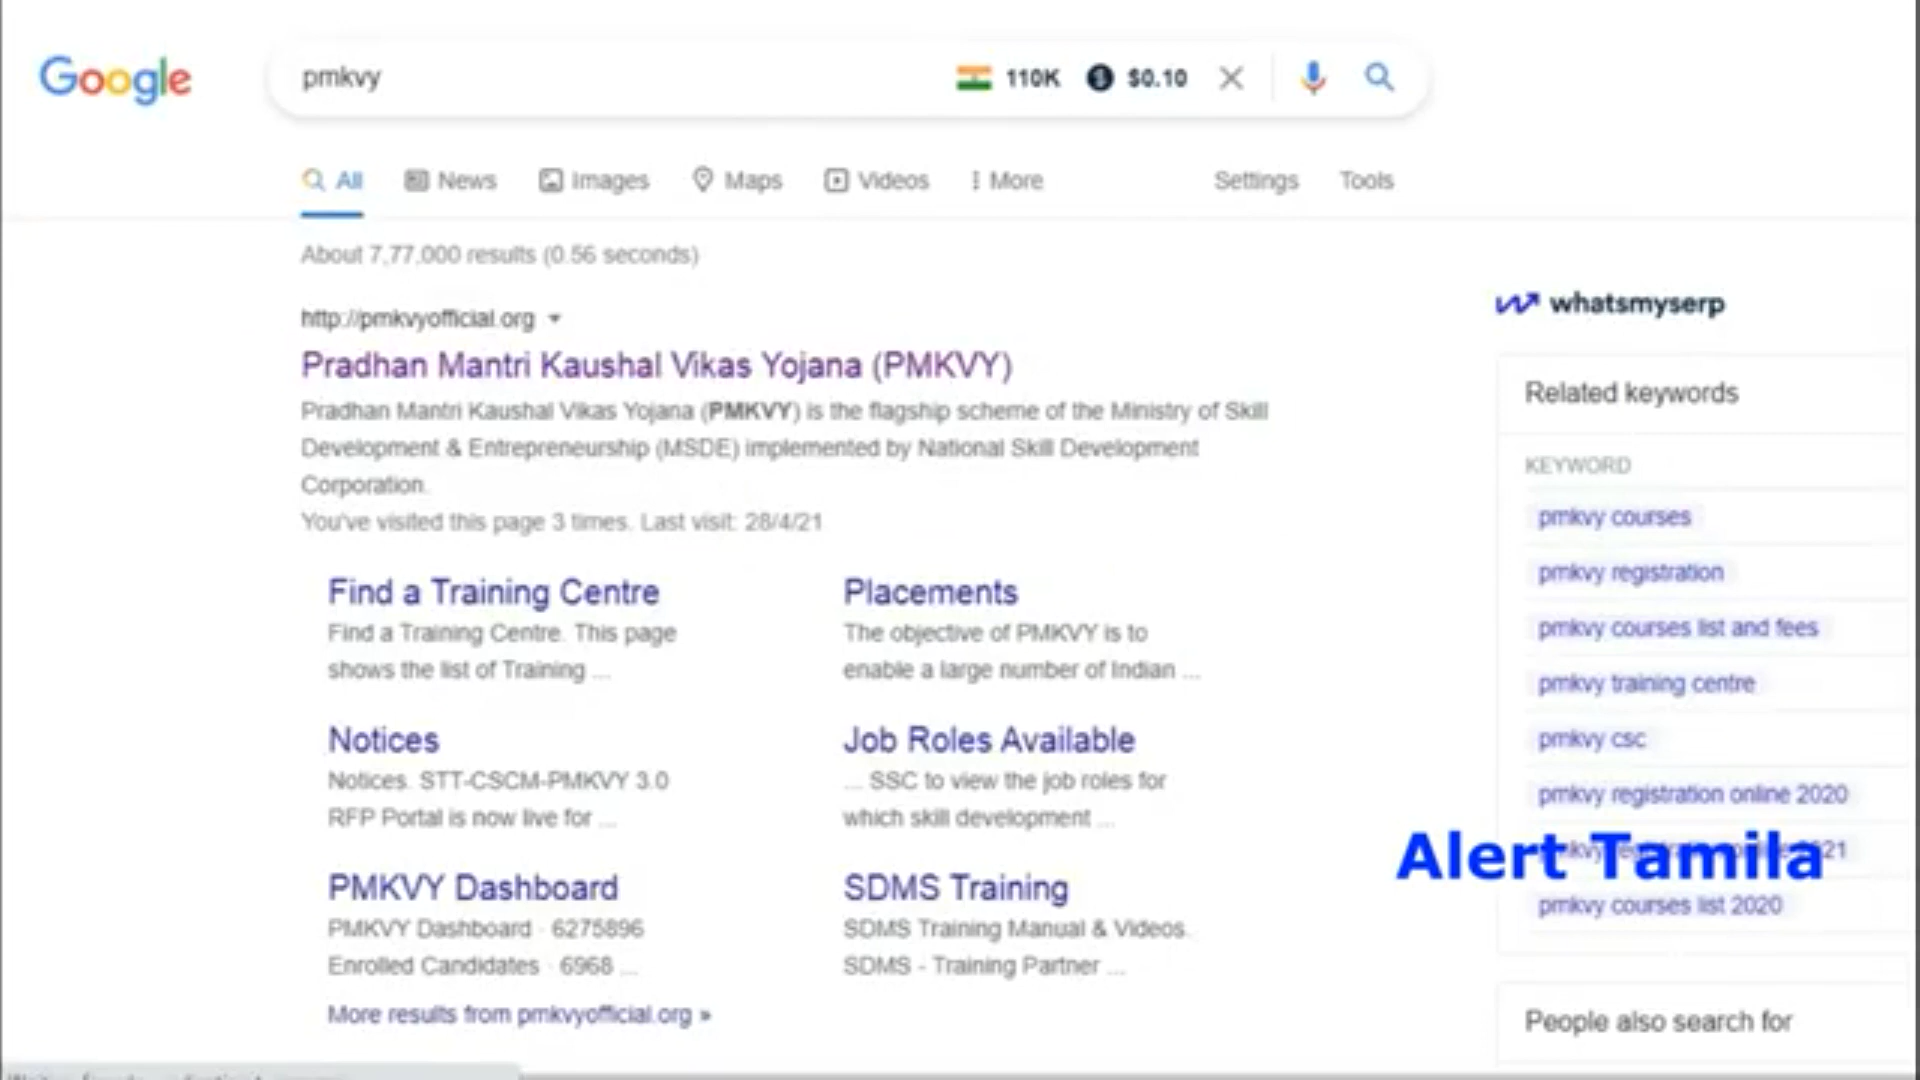 Google
pmkvy
110K
$0.10
All
News
Images
Maps
Videos
More
Settings
Tools
About 7,77,000 results (0.56 seconds)
http://pmkvyofficial.org
Pradhan Mantri Kaushal Vikas Yojana (PMKVY)
Pradhan Mantri Kaushal Vikas Yojana (PMKVY) is the flagship scheme of the Ministry of Skill
Development & Entrepreneurship (MSDE) implemented by National Skill Development
Corporation.
You've visited this page 3 times. Last visit: 28/4/21
Find a Training Centre
Find a Training Centre. This page
shows the list of Training ...
Placements
The objective of PMKVY is to
enable a large number of Indian ...
Notices
Notices. STT-CSCM-PMKVY 3.0
RFP Portal is now live for ...
Job Roles Available
... SSC to view the job roles for
which skill development ...
PMKVY Dashboard
PMKVY Dashboard · 6275896
Enrolled Candidates · 6968 ...
SDMS Training
SDMS Training Manual & Videos.
SDMS - Training Partner ...
More results from pmkvyofficial.org »
whatsmyserp
Related keywords
KEYWORD
pmkvy courses
pmkvy registration
pmkvy courses list and fees
pmkvy training centre
pmkvy csc
pmkvy registration online 2020
Alert Tamila
pmkvy courses list 2020
People also search for